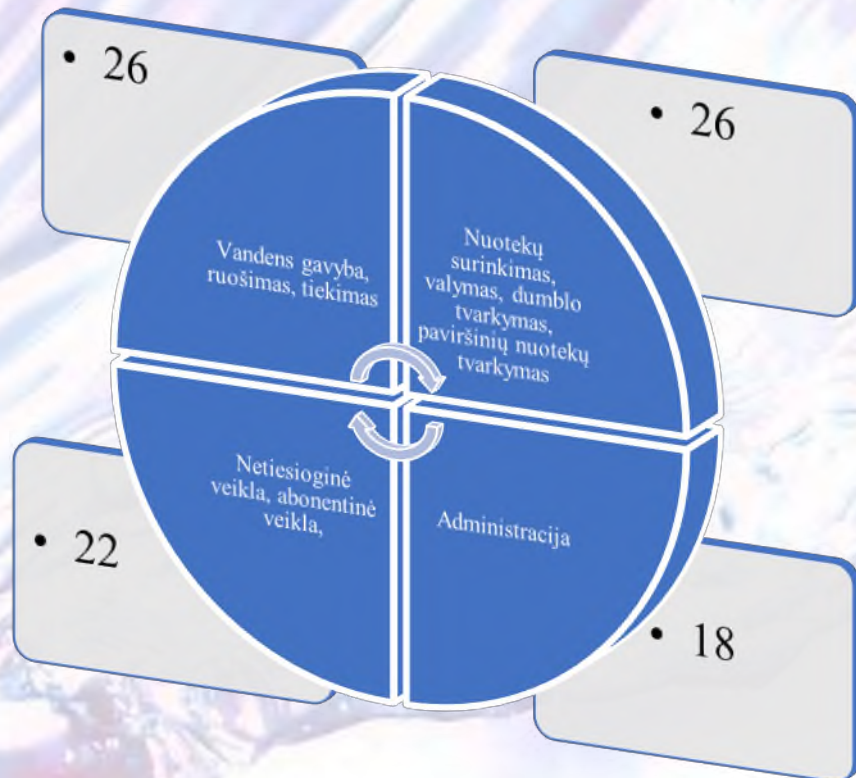 • 26
• 26
Vandens gavyba,
ruošimas, tiekimas
Nuotekų
surinkimas,
valymas, dumblo
tvarkymas,
paviršinių nuotekų
tvarkymas
Netiesioginė
veikla, abonentinė
veikla,
Administracija
• 22
• 18